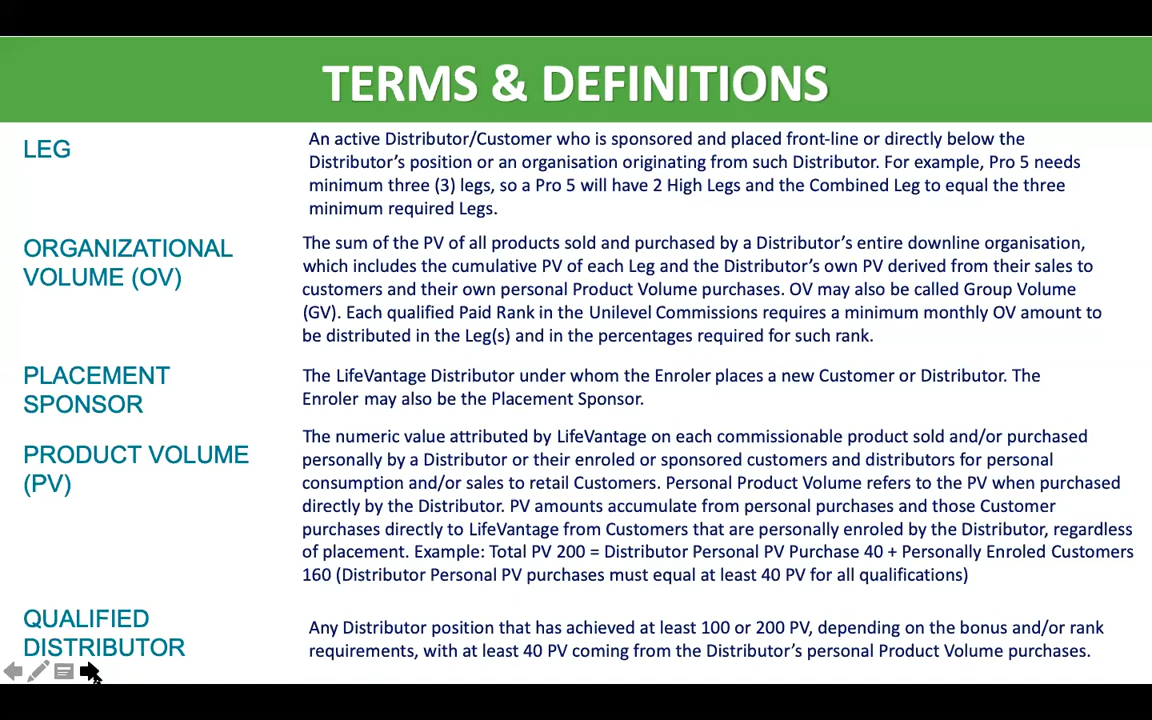 TERMS & DEFINITIONS
LEG
An active Distributor/Customer who is sponsored and placed front-line or directly below the
Distributor's position or an organisation originating from such Distributor. For example, Pro 5 needs
minimum three (3) legs, so a Pro 5 will have 2 High Legs and the Combined Leg to equal the three
minimum required Legs.
ORGANIZATIONAL
VOLUME (OV)
The sum of the PV of all products sold and purchased by a Distributor's entire downline organisation,
which includes the cumulative PV of each Leg and the Distributor's own PV derived from their sales to
customers and their own personal Product Volume purchases. OV may also be called Group Volume
(GV). Each qualified Paid Rank in the Unilevel Commissions requires a minimum monthly OV amount to
be distributed in the Leg(s) and in the percentages required for such rank.
PLACEMENT
SPONSOR
The LifeVantage Distributor under whom the Enroler places a new Customer or Distributor. The
Enroler may also be the Placement Sponsor.
PRODUCT VOLUME
(PV)
The numeric value attributed by LifeVantage on each commissionable product sold and/or purchased
personally by a Distributor or their enroled or sponsored customers and distributors for personal
consumption and/or sales to retail Customers. Personal Product Volume refers to the PV when purchased
directly by the Distributor. PV amounts accumulate from personal purchases and those Customer
purchases directly to LifeVantage from Customers that are personally enroled by the Distributor, regardless
of placement. Example: Total PV 200 = Distributor Personal PV Purchase 40 + Personally Enroled Customers
160 (Distributor Personal PV purchases must equal at least 40 PV for all qualifications)
QUALIFIED
DISTRIBUTOR
Any Distributor position that has achieved at least 100 or 200 PV, depending on the bonus and/or rank
requirements, with at least 40 PV coming from the Distributor's personal Product Volume purchases.